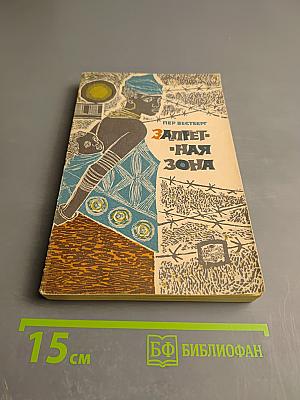 ПЕР ВЕСТБЕРГ
ЗАПРЕТ-
-НАЯ
ЗОНА
15 см
БФ БИБЛИОФАН